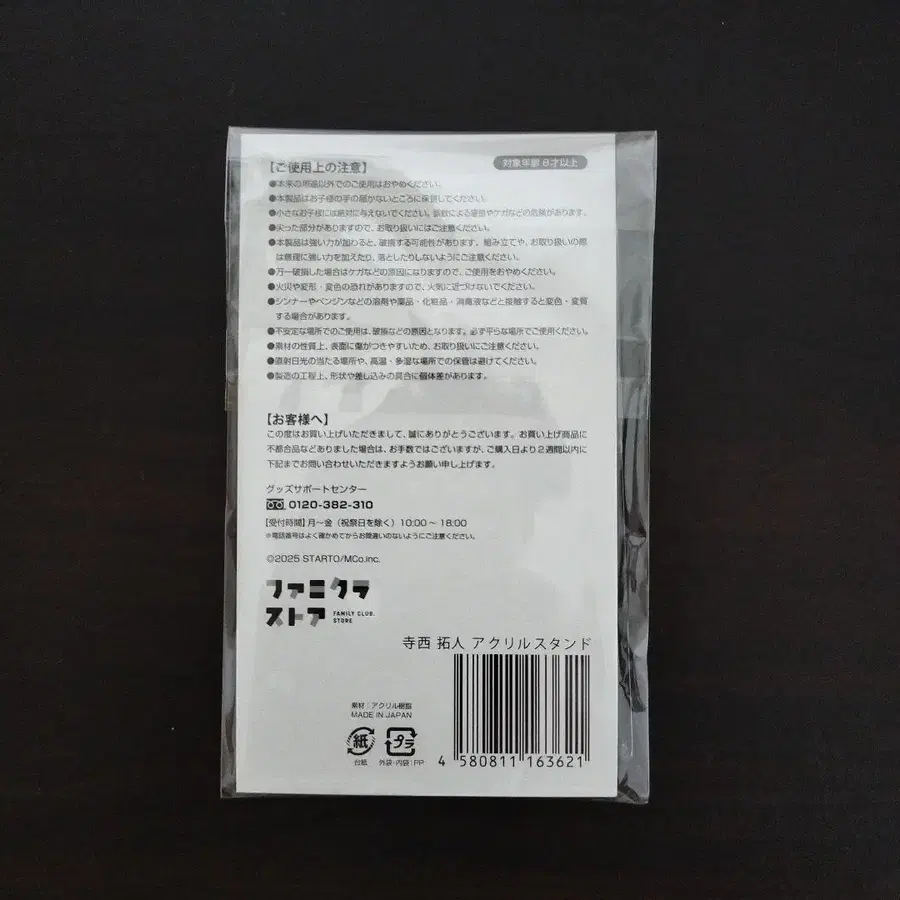 【ご使用上の注意】
対象年齢 8才以上
●本来の用途以外でのご使用はおやめください。
●本製品はお子様の手の届かないところに保管してください。
●小さなお子様には絶対に与えないでください。誤飲による窒息やケガなどの危険があります。
●尖った部分がありますので、お取り扱いにはご注意ください。
●本製品は強い力が加わると、破損する可能性があります。組み立てや、お取り扱いの際
は無理に強い力を加えたり、落としたりしないようにご注意ください。
●万一破損した場合はケガなどの原因になりますので、ご使用をおやめください。
●火災や変形・変色の恐れがありますので、火気に近づけないでください。
●シンナーやベンジンなどの溶剤や薬品・化粧品・消毒液などと接触すると変色・変質
する場合があります。
●不安定な場所でのご使用は、破損などの原因となります。必ず平らな場所でご使用ください。
●素材の性質上、表面に傷がつきやすいため、お取り扱いにご注意ください。
●直射日光の当たる場所や、高温・多湿な場所での保管は避けてください。
●製造の工程上、形状や差し込みの具合に個体差があります。
【お客様へ】
この度はお買い上げいただきまして、誠にありがとうございます。お買い上げ商品に
不都合品などありました場合は、お手数ではございますが、ご購入日より2週間以内に
下記までお問い合わせいただきますようお願い申し上げます。
グッズサポートセンター
0120-382-310
【受付時間】月〜金（祝祭日を除く）10:00〜18:00
※電話番号はよく確かめてからお間違いのないようにご注意ください。
©2025 STARTO/MCo.inc.
ファミクラ
ストア FAMILY CLUB. STORE
寺西 拓人 アクリルスタンド
素材：アクリル樹脂
MADE IN JAPAN
紙 プラ
台紙 外袋・内袋：PP
4 580811 163621